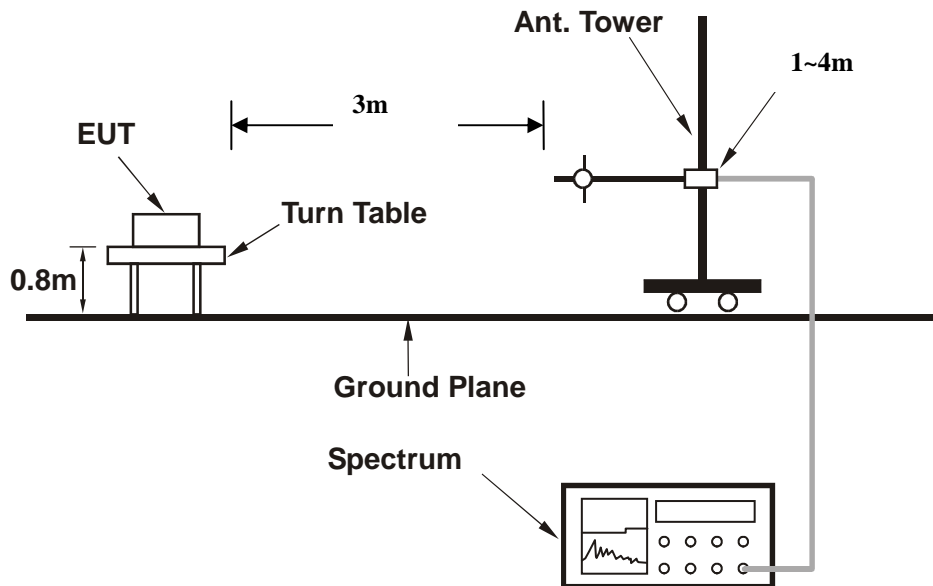 Ant. Tower
1~4m
3m
EUT
Turn Table
0.8m
Ground Plane
Spectrum